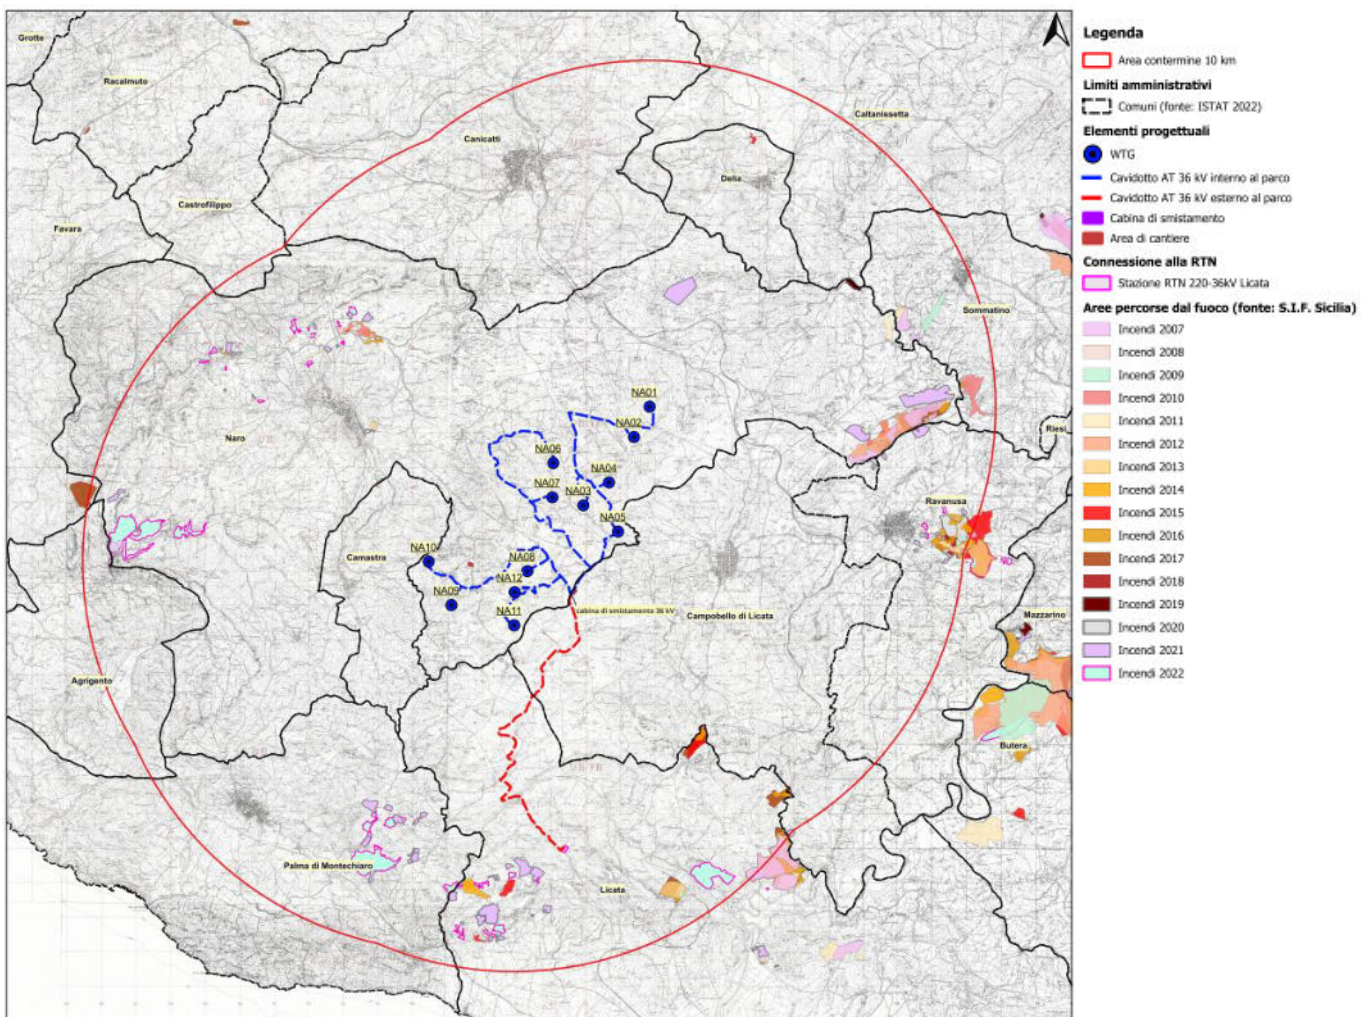 Grotte
Racalmuto
Canicatti
Caltanissetta
Delia
Castrofilippo
Favara
Sommatino
NA01
NA02
Naro
Riesi
NA06
NA04
NA07
NA03
Ravanusa
NA05
Camastra
NA10
NA08
NA12
NA09
NA11
cabina di smistamento 36 kV
Campobello di Licata
Mazzarino
Agrigento
Butera
Palma di Montechiaro
Licata
Legenda
Area contermine 10 km
Limiti amministrativi
Comuni (fonte: ISTAT 2022)
Elementi progettuali
WTG
Cavidotto AT 36 kV interno al parco
Cavidotto AT 36 kV esterno al parco
Cabina di smistamento
Area di cantiere
Connessione alla RTN
Stazione RTN 220-36kV Licata
Aree percorse dal fuoco (fonte: S.I.F. Sicilia)
Incendi 2007
Incendi 2008
Incendi 2009
Incendi 2010
Incendi 2011
Incendi 2012
Incendi 2013
Incendi 2014
Incendi 2015
Incendi 2016
Incendi 2017
Incendi 2018
Incendi 2019
Incendi 2020
Incendi 2021
Incendi 2022